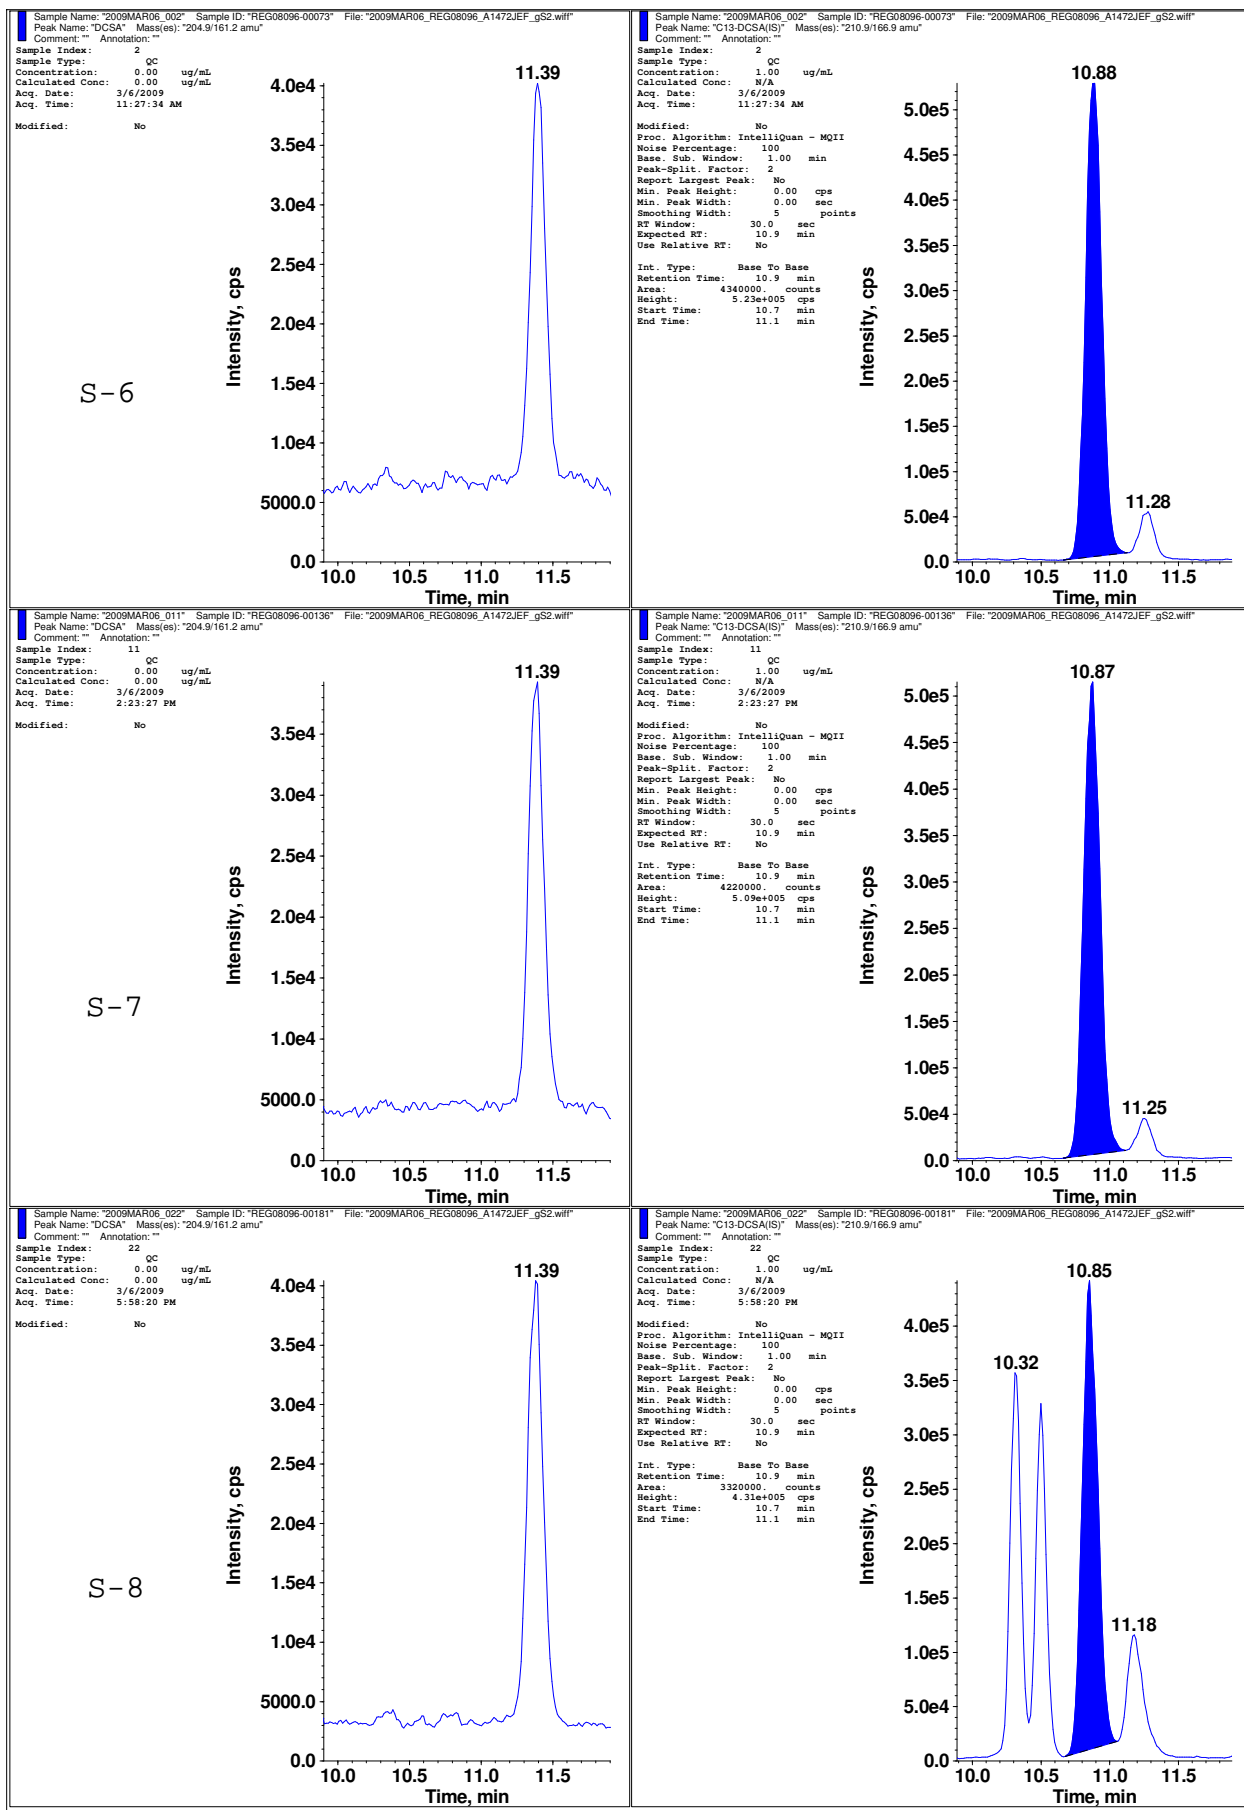 Sample Name: "2009MAR06_002"   Sample ID: "REG08096-00073"   File: "2009MAR06_REG08096_A1472JEF_gS2.wiff"
Peak Name: "DCSA"   Mass(es): "204.9/161.2 amu"
Comment: ""   Annotation: ""
Sample Index: 2
Sample Type: QC
Concentration: 0.00 ug/mL
Calculated Conc: 0.00 ug/mL
Acq. Date: 3/6/2009
Acq. Time: 11:27:34 AM
Modified: No
S-6
11.39
4.0e4
3.5e4
3.0e4
2.5e4
2.0e4
1.5e4
1.0e4
5000.0
0.0
Intensity, cps
10.0 10.5 11.0 11.5
Time, min
Sample Name: "2009MAR06_002"   Sample ID: "REG08096-00073"   File: "2009MAR06_REG08096_A1472JEF_gS2.wiff"
Peak Name: "C13-DCSA(IS)"   Mass(es): "210.9/166.9 amu"
Comment: ""   Annotation: ""
Sample Index: 2
Sample Type: QC
Concentration: 1.00 ug/mL
Calculated Conc: N/A
Acq. Date: 3/6/2009
Acq. Time: 11:27:34 AM
Modified: No
Proc. Algorithm: IntelliQuan - MQII
Noise Percentage: 100
Base. Sub. Window: 1.00 min
Peak-Split. Factor: 2
Report Largest Peak: No
Min. Peak Height: 0.00 cps
Min. Peak Width: 0.00 sec
Smoothing Width: 5 points
RT Window: 30.0 sec
Expected RT: 10.9 min
Use Relative RT: No
Int. Type: Base To Base
Retention Time: 10.9 min
Area: 4340000. counts
Height: 5.23e+005 cps
Start Time: 10.7 min
End Time: 11.1 min
10.88
11.28
5.0e5
4.5e5
4.0e5
3.5e5
3.0e5
2.5e5
2.0e5
1.5e5
1.0e5
5.0e4
0.0
Intensity, cps
10.0 10.5 11.0 11.5
Time, min
Sample Name: "2009MAR06_011"   Sample ID: "REG08096-00136"   File: "2009MAR06_REG08096_A1472JEF_gS2.wiff"
Peak Name: "DCSA"   Mass(es): "204.9/161.2 amu"
Comment: ""   Annotation: ""
Sample Index: 11
Sample Type: QC
Concentration: 0.00 ug/mL
Calculated Conc: 0.00 ug/mL
Acq. Date: 3/6/2009
Acq. Time: 2:23:27 PM
Modified: No
S-7
11.39
3.5e4
3.0e4
2.5e4
2.0e4
1.5e4
1.0e4
5000.0
0.0
Intensity, cps
10.0 10.5 11.0 11.5
Time, min
Sample Name: "2009MAR06_011"   Sample ID: "REG08096-00136"   File: "2009MAR06_REG08096_A1472JEF_gS2.wiff"
Peak Name: "C13-DCSA(IS)"   Mass(es): "210.9/166.9 amu"
Comment: ""   Annotation: ""
Sample Index: 11
Sample Type: QC
Concentration: 1.00 ug/mL
Calculated Conc: N/A
Acq. Date: 3/6/2009
Acq. Time: 2:23:27 PM
Modified: No
Proc. Algorithm: IntelliQuan - MQII
Noise Percentage: 100
Base. Sub. Window: 1.00 min
Peak-Split. Factor: 2
Report Largest Peak: No
Min. Peak Height: 0.00 cps
Min. Peak Width: 0.00 sec
Smoothing Width: 5 points
RT Window: 30.0 sec
Expected RT: 10.9 min
Use Relative RT: No
Int. Type: Base To Base
Retention Time: 10.9 min
Area: 4220000. counts
Height: 5.09e+005 cps
Start Time: 10.7 min
End Time: 11.1 min
10.87
11.25
5.0e5
4.5e5
4.0e5
3.5e5
3.0e5
2.5e5
2.0e5
1.5e5
1.0e5
5.0e4
0.0
Intensity, cps
10.0 10.5 11.0 11.5
Time, min
Sample Name: "2009MAR06_022"   Sample ID: "REG08096-00181"   File: "2009MAR06_REG08096_A1472JEF_gS2.wiff"
Peak Name: "DCSA"   Mass(es): "204.9/161.2 amu"
Comment: ""   Annotation: ""
Sample Index: 22
Sample Type: QC
Concentration: 0.00 ug/mL
Calculated Conc: 0.00 ug/mL
Acq. Date: 3/6/2009
Acq. Time: 5:58:20 PM
Modified: No
S-8
11.39
4.0e4
3.5e4
3.0e4
2.5e4
2.0e4
1.5e4
1.0e4
5000.0
0.0
Intensity, cps
10.0 10.5 11.0 11.5
Time, min
Sample Name: "2009MAR06_022"   Sample ID: "REG08096-00181"   File: "2009MAR06_REG08096_A1472JEF_gS2.wiff"
Peak Name: "C13-DCSA(IS)"   Mass(es): "210.9/166.9 amu"
Comment: ""   Annotation: ""
Sample Index: 22
Sample Type: QC
Concentration: 1.00 ug/mL
Calculated Conc: N/A
Acq. Date: 3/6/2009
Acq. Time: 5:58:20 PM
Modified: No
Proc. Algorithm: IntelliQuan - MQII
Noise Percentage: 100
Base. Sub. Window: 1.00 min
Peak-Split. Factor: 2
Report Largest Peak: No
Min. Peak Height: 0.00 cps
Min. Peak Width: 0.00 sec
Smoothing Width: 5 points
RT Window: 30.0 sec
Expected RT: 10.9 min
Use Relative RT: No
Int. Type: Base To Base
Retention Time: 10.9 min
Area: 3320000. counts
Height: 4.31e+005 cps
Start Time: 10.7 min
End Time: 11.1 min
10.85
10.32
11.18
4.0e5
3.5e5
3.0e5
2.5e5
2.0e5
1.5e5
1.0e5
5.0e4
0.0
Intensity, cps
10.0 10.5 11.0 11.5
Time, min